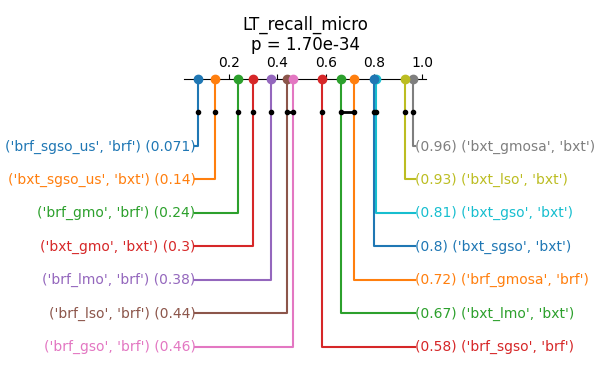 LT_recall_micro
p = 1.70e-34
0.2 0.4 0.6 0.8 1.0
('brf_sgso_us', 'brf') (0.071) (0.96) ('bxt_gmosa', 'bxt')
('bxt_sgso_us', 'bxt') (0.14) (0.93) ('bxt_lso', 'bxt')
('brf_gmo', 'brf') (0.24) (0.81) ('bxt_gso', 'bxt')
('bxt_gmo', 'bxt') (0.3) (0.8) ('bxt_sgso', 'bxt')
('brf_lmo', 'brf') (0.38) (0.72) ('brf_gmosa', 'brf')
('brf_lso', 'brf') (0.44) (0.67) ('bxt_lmo', 'bxt')
('brf_gso', 'brf') (0.46) (0.58) ('brf_sgso', 'brf')